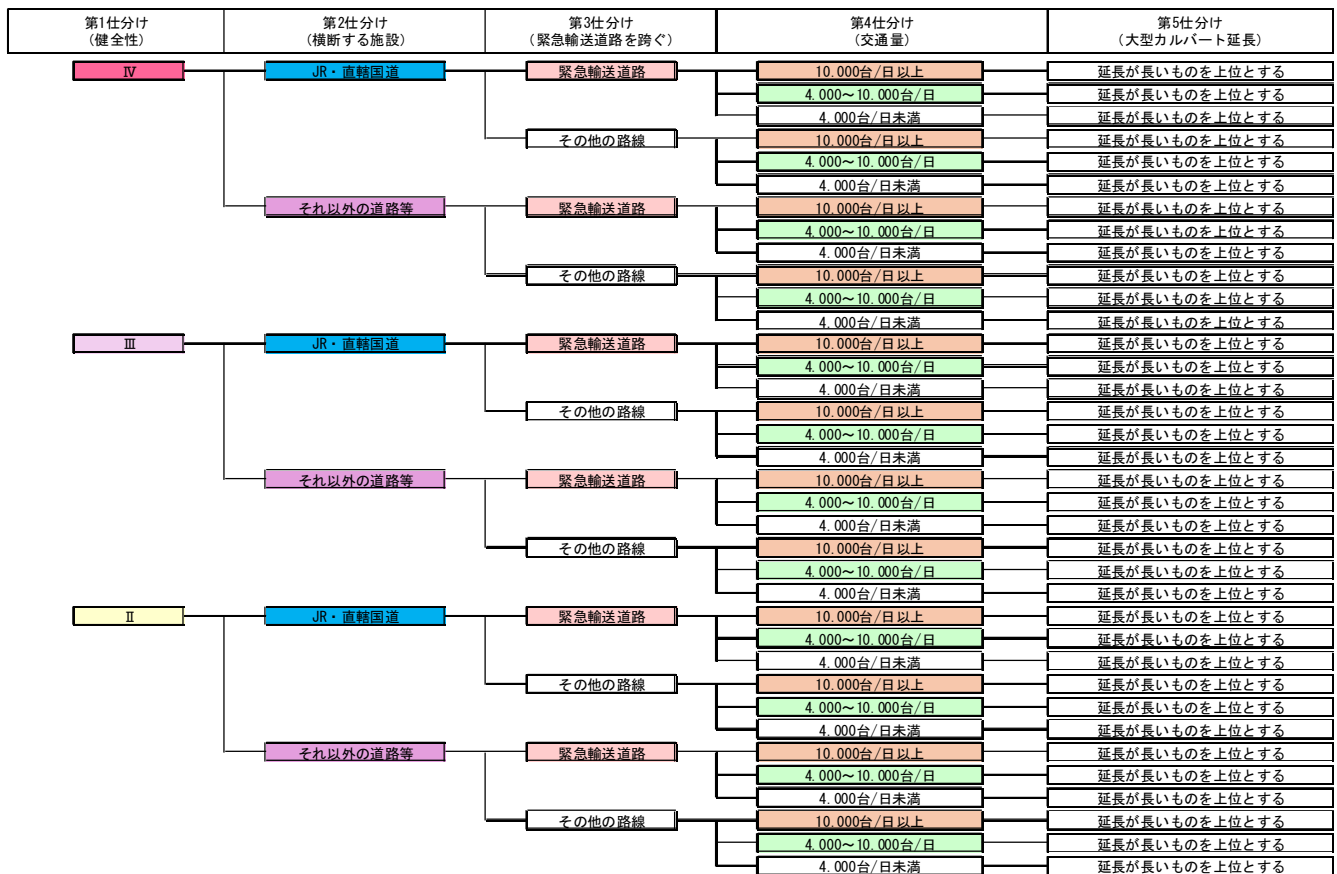 第1仕分け
(健全性)
第2仕分け
(横断する施設)
第3仕分け
(緊急輸送道路を跨ぐ)
第4仕分け
(交通量)
第5仕分け
(大型カルバート延長)
Ⅳ JR・直轄国道 緊急輸送道路 10.000台/日以上 延長が長いものを上位とする
4.000～10.000台/日 延長が長いものを上位とする
4.000台/日未満 延長が長いものを上位とする
その他の路線 10.000台/日以上 延長が長いものを上位とする
4.000～10.000台/日 延長が長いものを上位とする
4.000台/日未満 延長が長いものを上位とする
それ以外の道路等 緊急輸送道路 10.000台/日以上 延長が長いものを上位とする
4.000～10.000台/日 延長が長いものを上位とする
4.000台/日未満 延長が長いものを上位とする
その他の路線 10.000台/日以上 延長が長いものを上位とする
4.000～10.000台/日 延長が長いものを上位とする
4.000台/日未満 延長が長いものを上位とする
Ⅲ JR・直轄国道 緊急輸送道路 10.000台/日以上 延長が長いものを上位とする
4.000～10.000台/日 延長が長いものを上位とする
4.000台/日未満 延長が長いものを上位とする
その他の路線 10.000台/日以上 延長が長いものを上位とする
4.000～10.000台/日 延長が長いものを上位とする
4.000台/日未満 延長が長いものを上位とする
それ以外の道路等 緊急輸送道路 10.000台/日以上 延長が長いものを上位とする
4.000～10.000台/日 延長が長いものを上位とする
4.000台/日未満 延長が長いものを上位とする
その他の路線 10.000台/日以上 延長が長いものを上位とする
4.000～10.000台/日 延長が長いものを上位とする
4.000台/日未満 延長が長いものを上位とする
Ⅱ JR・直轄国道 緊急輸送道路 10.000台/日以上 延長が長いものを上位とする
4.000～10.000台/日 延長が長いものを上位とする
4.000台/日未満 延長が長いものを上位とする
その他の路線 10.000台/日以上 延長が長いものを上位とする
4.000～10.000台/日 延長が長いものを上位とする
4.000台/日未満 延長が長いものを上位とする
それ以外の道路等 緊急輸送道路 10.000台/日以上 延長が長いものを上位とする
4.000～10.000台/日 延長が長いものを上位とする
4.000台/日未満 延長が長いものを上位とする
その他の路線 10.000台/日以上 延長が長いものを上位とする
4.000～10.000台/日 延長が長いものを上位とする
4.000台/日未満 延長が長いものを上位とする